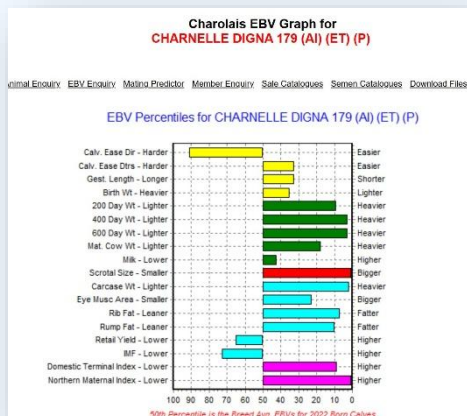 Charolais EBV Graph for
CHARNELLE DIGNA 179 (AI) (ET) (P)
nimal Enquiry EBV Enquiry Mating Predictor Member Enquiry Sale Catalogues Semen Catalogues Download Files
EBV Percentiles for CHARNELLE DIGNA 179 (AI) (ET) (P)
Calv. Ease Dir - Harder Easier
Calv. Ease Dtrs - Harder Easier
Gest. Length - Longer Shorter
Birth Wt - Heavier Lighter
200 Day Wt - Lighter Heavier
400 Day Wt - Lighter Heavier
600 Day Wt - Lighter Heavier
Mat. Cow Wt - Lighter Heavier
Milk - Lower Higher
Scrotal Size - Smaller Bigger
Carcase Wt - Lighter Heavier
Eye Musc Area - Smaller Bigger
Rib Fat - Leaner Fatter
Rump Fat - Leaner Fatter
Retail Yield - Lower Higher
IMF - Lower Higher
Domestic Terminal Index - Lower Higher
Northern Maternal Index - Lower Higher
100 90 80 70 60 50 40 30 20 10 0
50th Percentile is the Breed Avg. EBVs for 2022 Born Calves